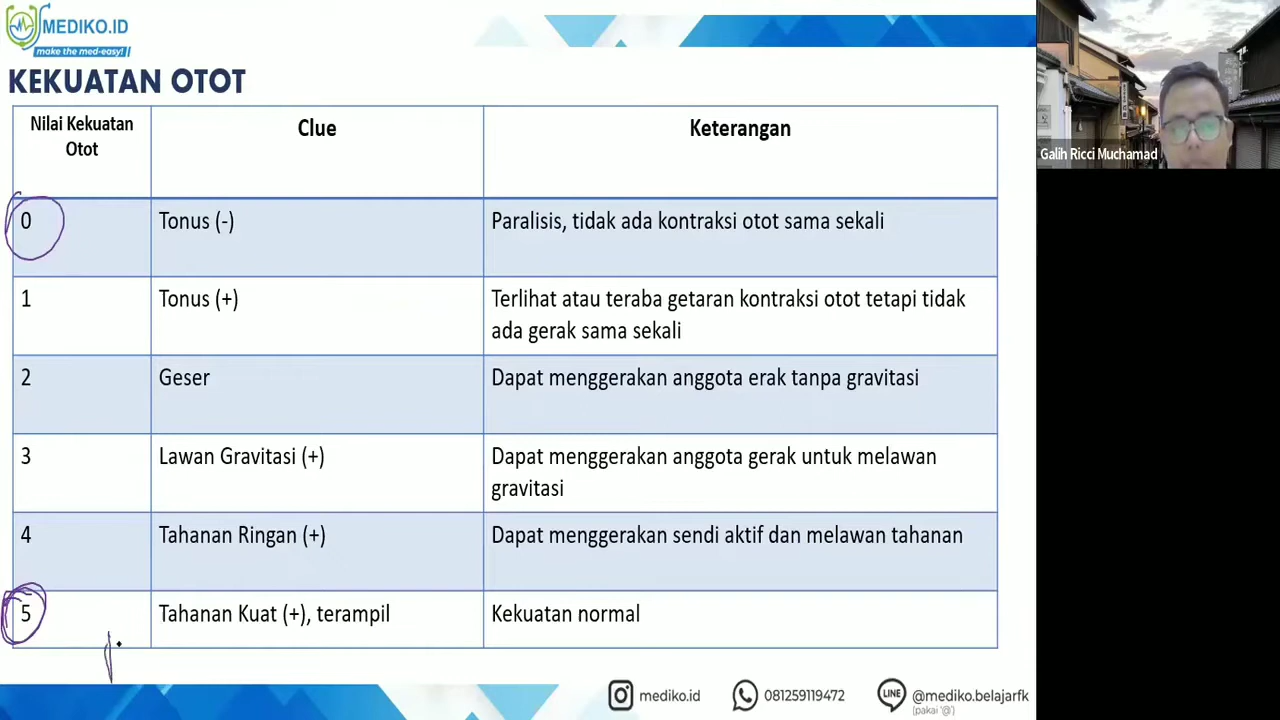 MEDIKO.ID
make the med-easy!
KEKUATAN OTOT
Nilai Kekuatan
Otot
Clue
Keterangan
0
Tonus (-)
Paralisis, tidak ada kontraksi otot sama sekali
1
Tonus (+)
Terlihat atau teraba getaran kontraksi otot tetapi tidak
ada gerak sama sekali
2
Geser
Dapat menggerakan anggota erak tanpa gravitasi
3
Lawan Gravitasi (+)
Dapat menggerakan anggota gerak untuk melawan
gravitasi
4
Tahanan Ringan (+)
Dapat menggerakan sendi aktif dan melawan tahanan
5
Tahanan Kuat (+), terampil
Kekuatan normal
mediko.id
081259119472
LINE
@mediko.belajarfk
(pakai '@')
Galih Ricci Muchamad